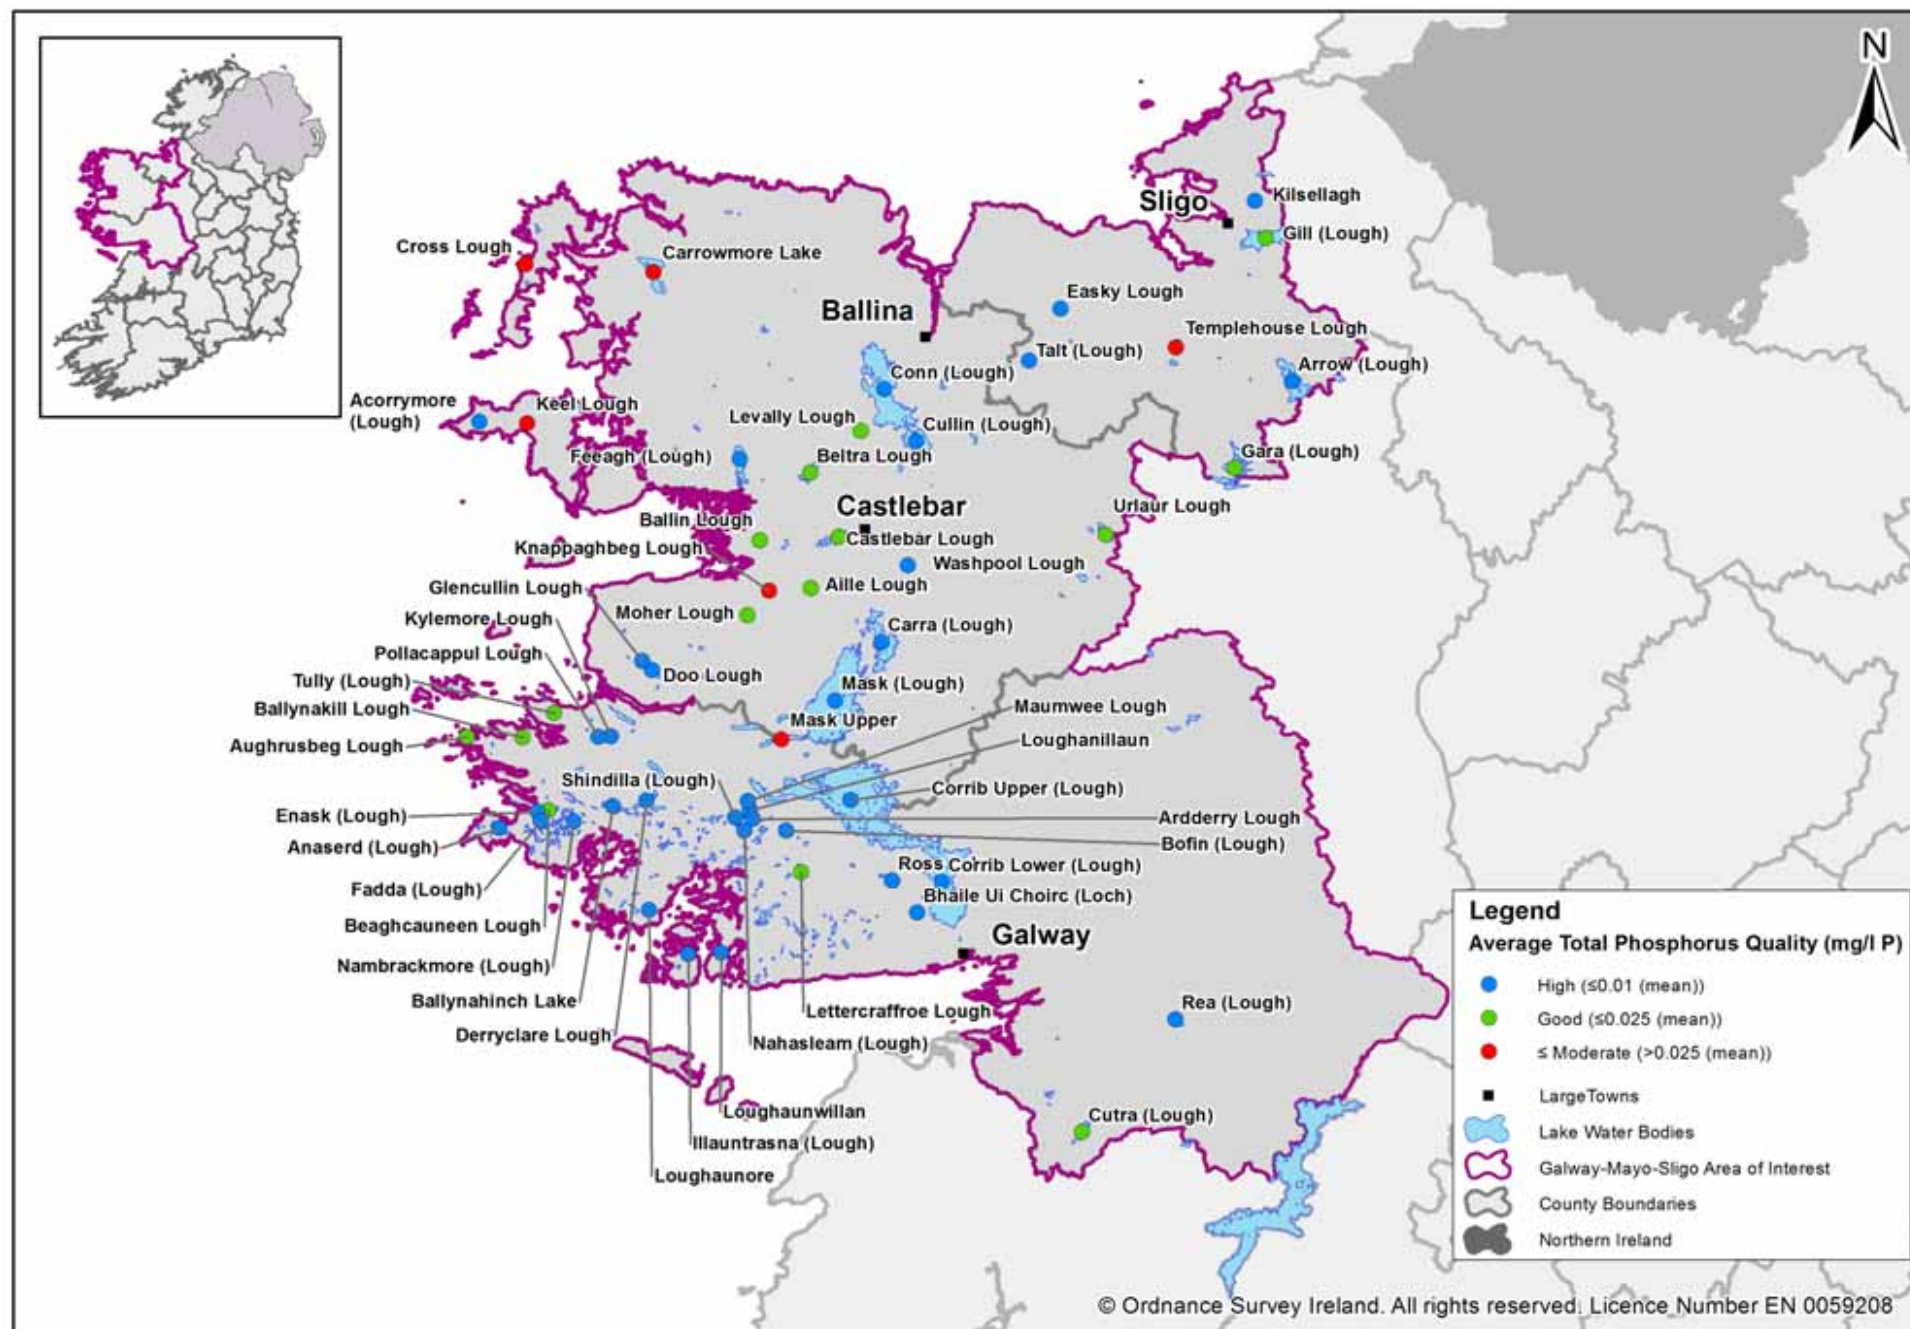 N
Sligo
Kilsellagh
Gill (Lough)
Cross Lough
Carrowmore Lake
Easky Lough
Ballina
Templehouse Lough
Talt (Lough)
Arrow (Lough)
Conn (Lough)
Acorrymore
(Lough)
Keel Lough
Levally Lough
Cullin (Lough)
Feeagh (Lough)
Beltra Lough
Gara (Lough)
Castlebar
Urlaur Lough
Ballin Lough
Castlebar Lough
Knappaghbeg Lough
Washpool Lough
Glencullin Lough
Aille Lough
Moher Lough
Kylemore Lough
Carra (Lough)
Pollacappul Lough
Doo Lough
Tully (Lough)
Mask (Lough)
Ballynakill Lough
Maumwee Lough
Mask Upper
Aughrusbeg Lough
Loughanillaun
Shindilla (Lough)
Corrib Upper (Lough)
Enask (Lough)
Ardderry Lough
Anaserd (Lough)
Bofin (Lough)
Ross
Corrib Lower (Lough)
Fadda (Lough)
Bhaile Ui Choirc (Loch)
Beaghcauneen Lough
Galway
Nambrackmore (Lough)
Ballynahinch Lake
Rea (Lough)
Lettercraffroe Lough
Derryclare Lough
Nahasleam (Lough)
Loughaunwillan
Cutra (Lough)
Illauntrasna (Lough)
Loughaunore
Legend
Average Total Phosphorus Quality (mg/l P)
High (≤0.01 (mean))
Good (≤0.025 (mean))
≤ Moderate (>0.025 (mean))
LargeTowns
Lake Water Bodies
Galway-Mayo-Sligo Area of Interest
County Boundaries
Northern Ireland
© Ordnance Survey Ireland. All rights reserved. Licence Number EN 0059208